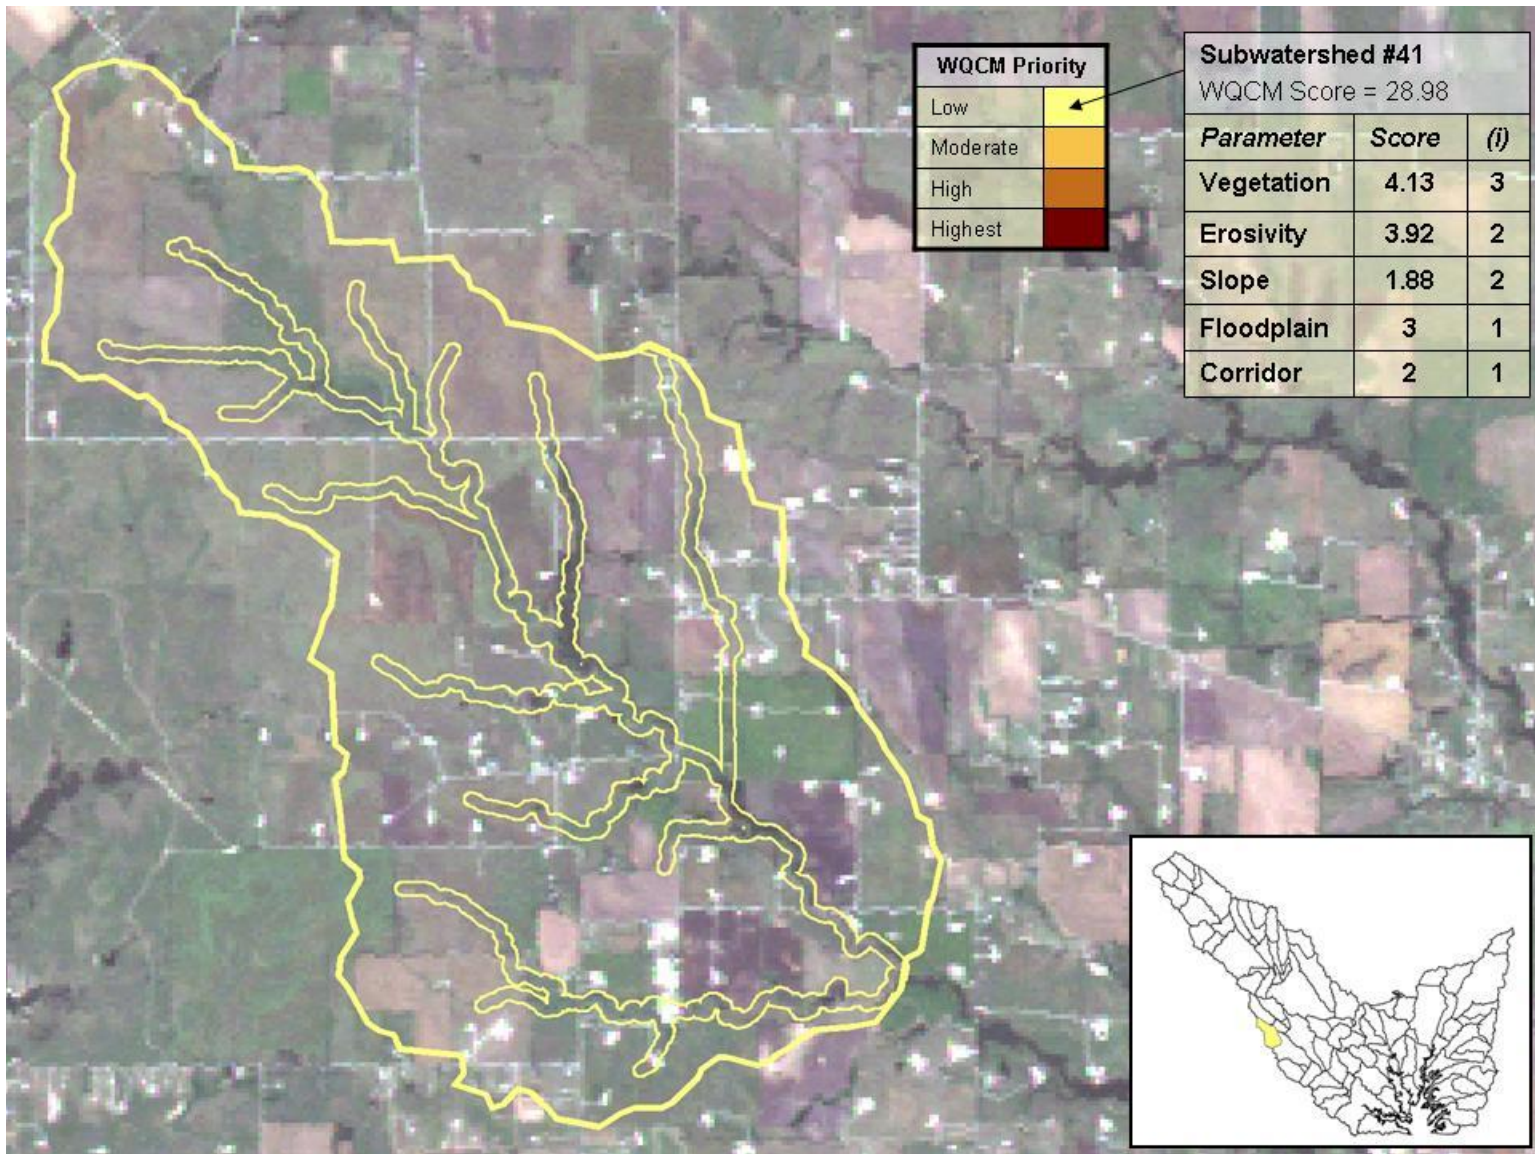 WQCM Priority
Low
Moderate
High
Highest
Subwatershed #41
WQCM Score = 28.98
Parameter Score (i)
Vegetation 4.13 3
Erosivity 3.92 2
Slope 1.88 2
Floodplain 3 1
Corridor 2 1